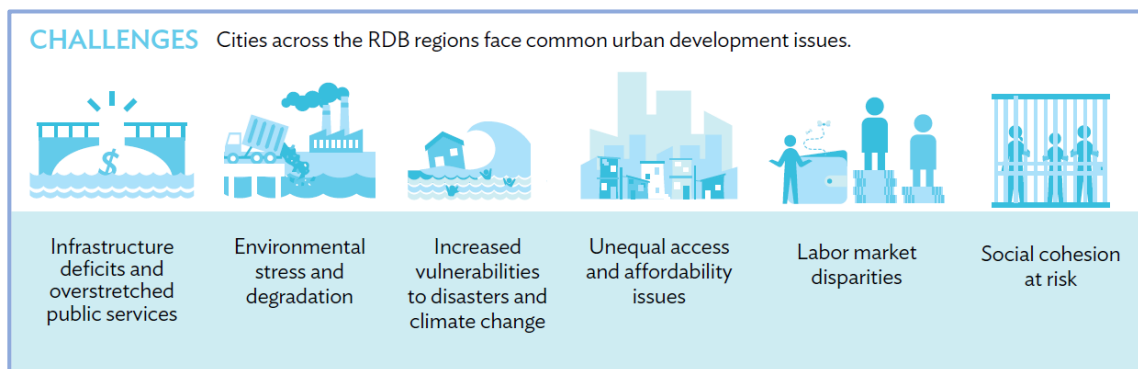 CHALLENGES Cities across the RDB regions face common urban development issues.
$
Infrastructure
deficits and
overstretched
public services
Environmental
stress and
degradation
Increased
vulnerabilities
to disasters and
climate change
Unequal access
and affordability
issues
Labor market
disparities
Social cohesion
at risk